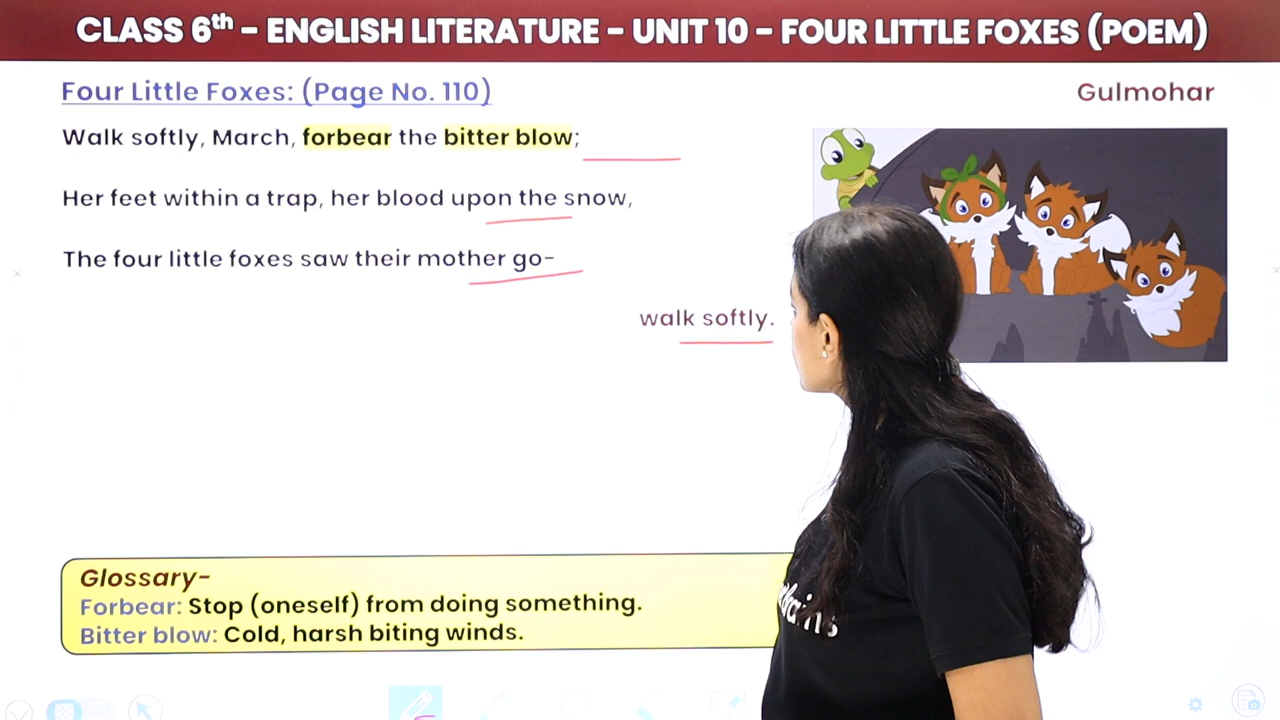 CLASS 6th – ENGLISH LITERATURE – UNIT 10 – FOUR LITTLE FOXES (POEM)
Four Little Foxes: (Page No. 110)
Gulmohar
Walk softly, March, forbear the bitter blow;
Her feet within a trap, her blood upon the snow,
The four little foxes saw their mother go-
walk softly.
Glossary-
Forbear: Stop (oneself) from doing something.
Bitter blow: Cold, harsh biting winds.